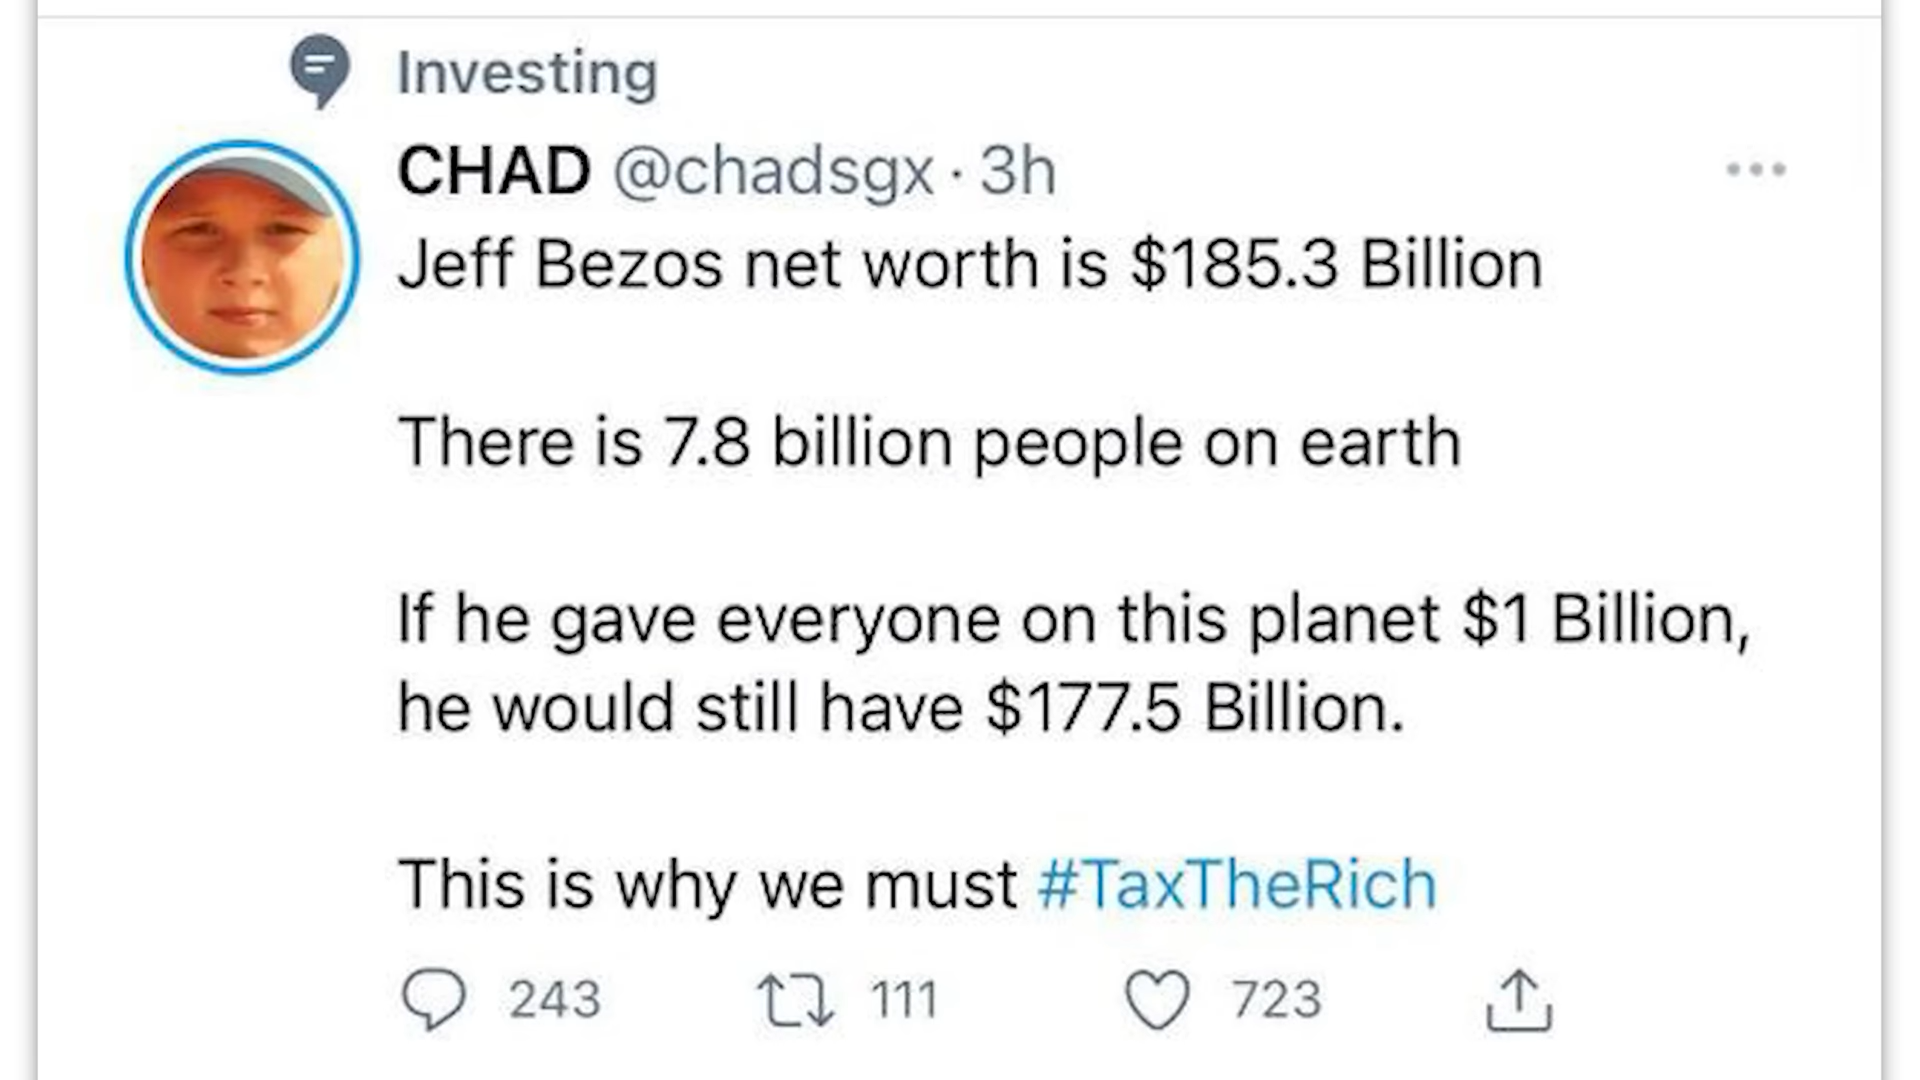 Investing
CHAD @chadsgx · 3h
Jeff Bezos net worth is $185.3 Billion
There is 7.8 billion people on earth
If he gave everyone on this planet $1 Billion,
he would still have $177.5 Billion.
This is why we must #TaxTheRich
243 111 723